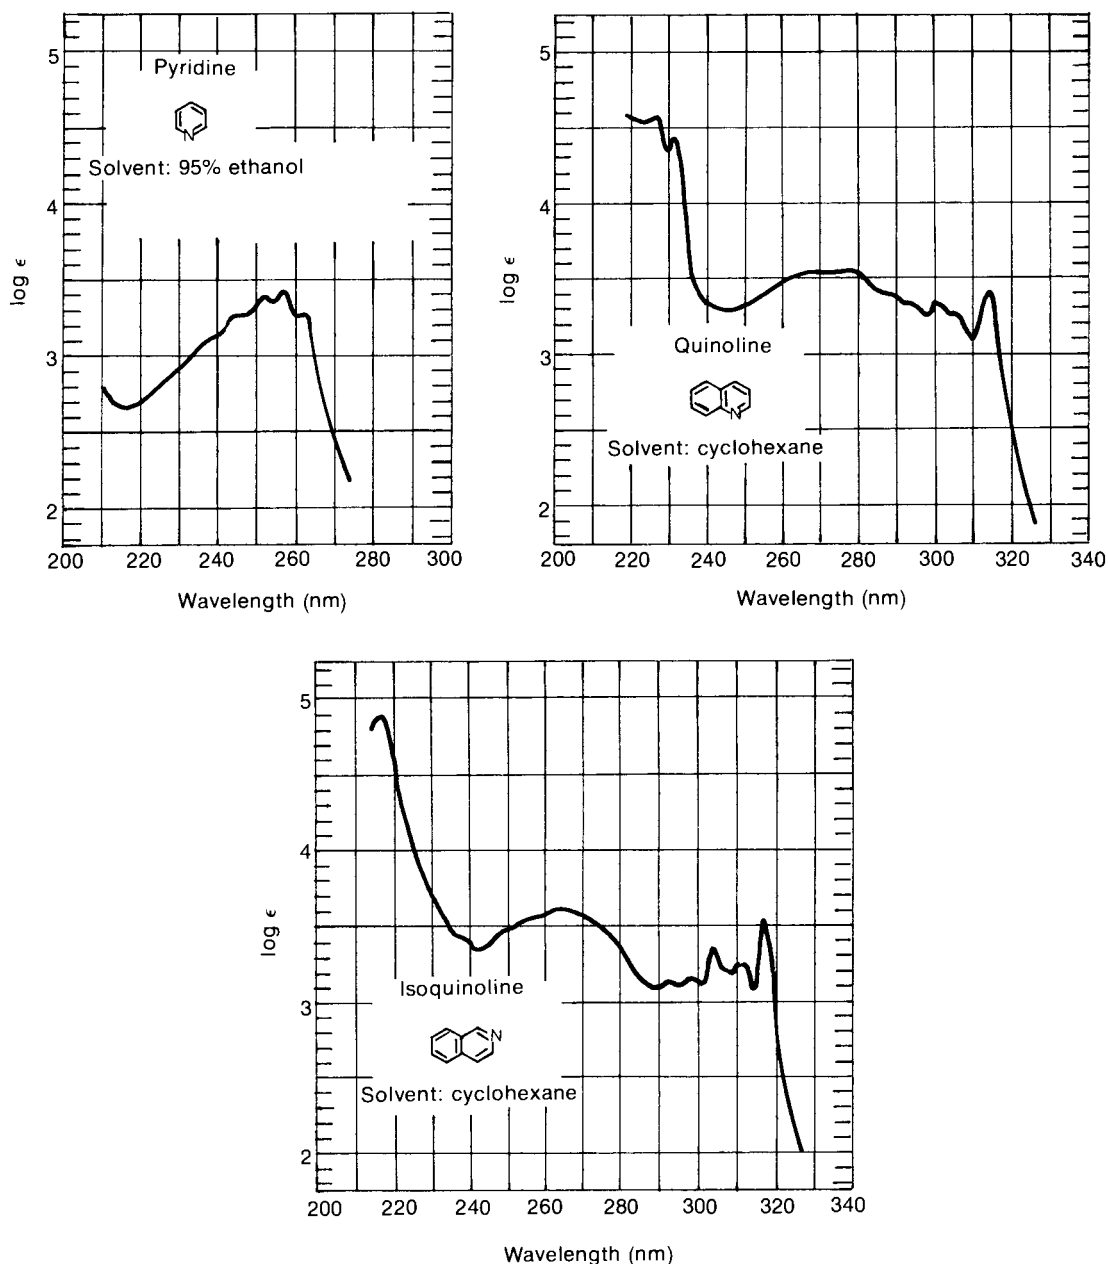 5
4
3
2
log ϵ
Pyridine
N
Solvent: 95% ethanol
200 220 240 260 280 300
Wavelength (nm)
5
4
3
2
log ϵ
Quinoline
N
Solvent: cyclohexane
200 220 240 260 280 300 320 340
Wavelength (nm)
5
4
3
2
log ϵ
Isoquinoline
N
Solvent: cyclohexane
200 220 240 260 280 300 320 340
Wavelength (nm)